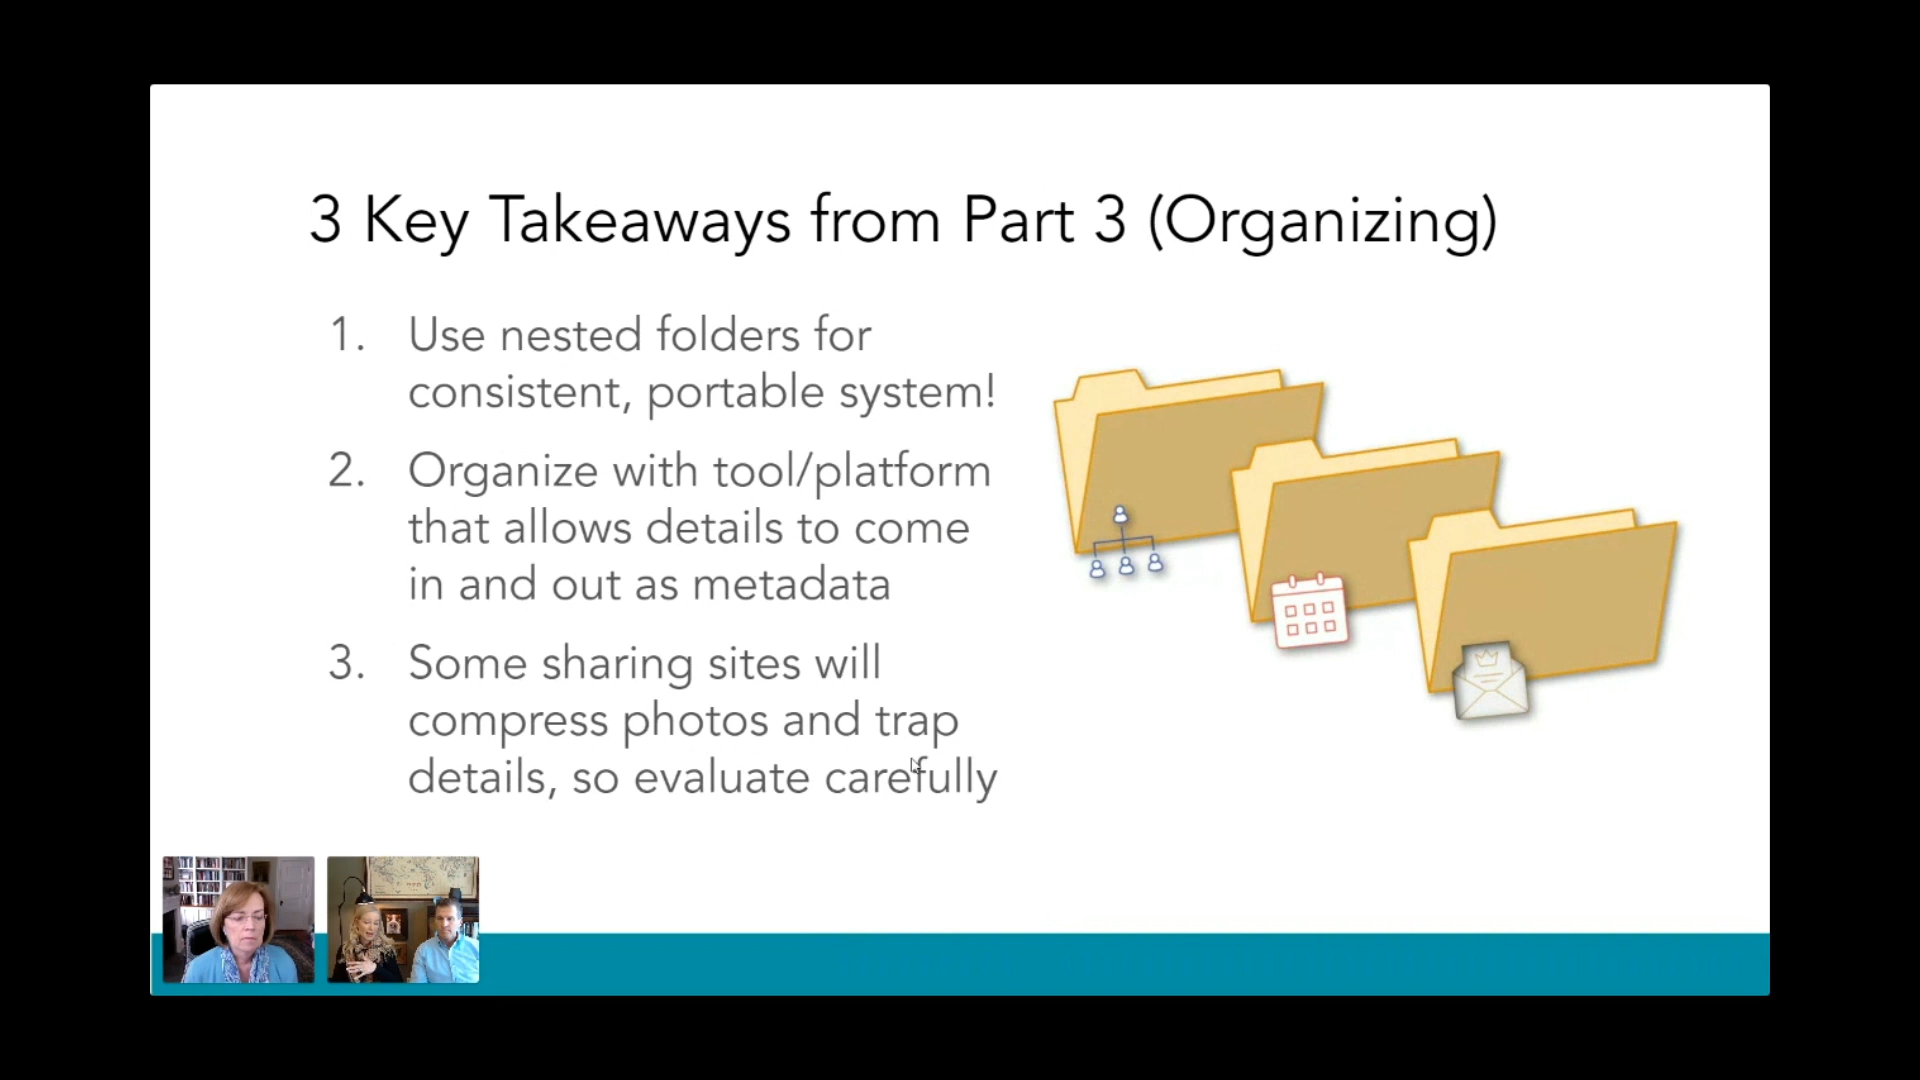 3 Key Takeaways from Part 3 (Organizing)
1. Use nested folders for
consistent, portable system!
2. Organize with tool/platform
that allows details to come
in and out as metadata
3. Some sharing sites will
compress photos and trap
details, so evaluate carefully